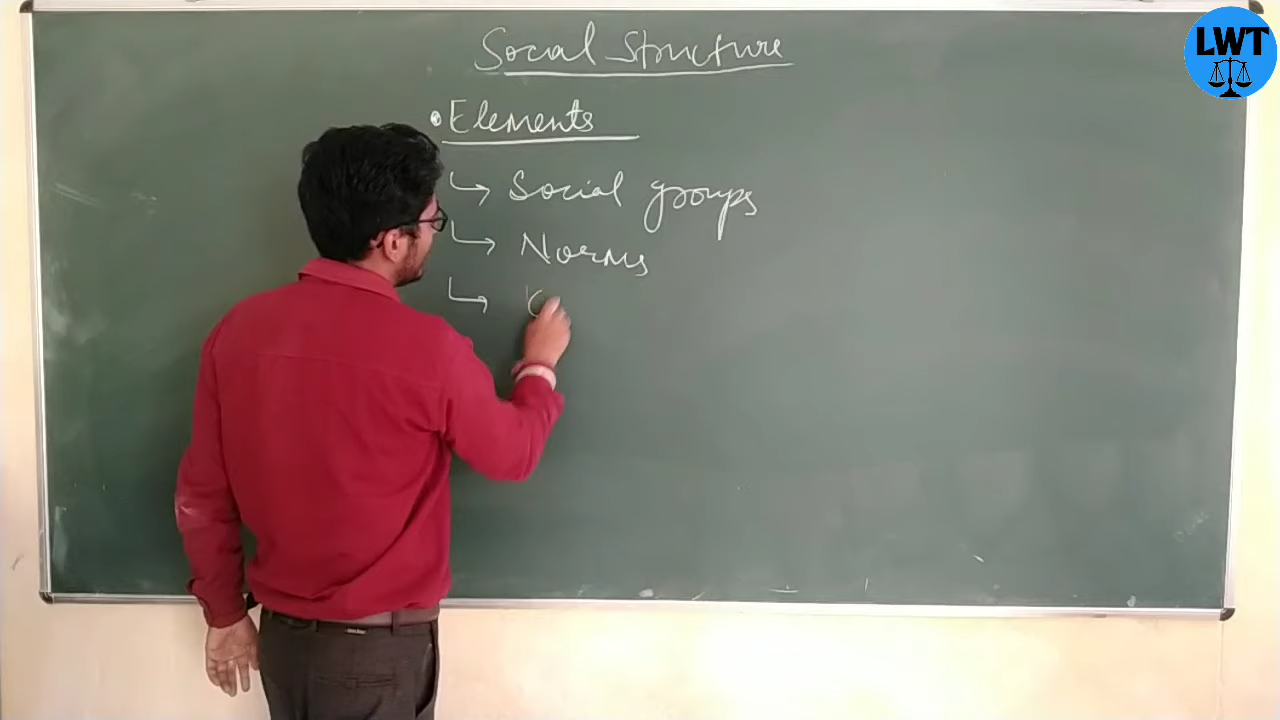 LWT
Social Structure
• Elements
↳ Social groups
↳ Norms
↳